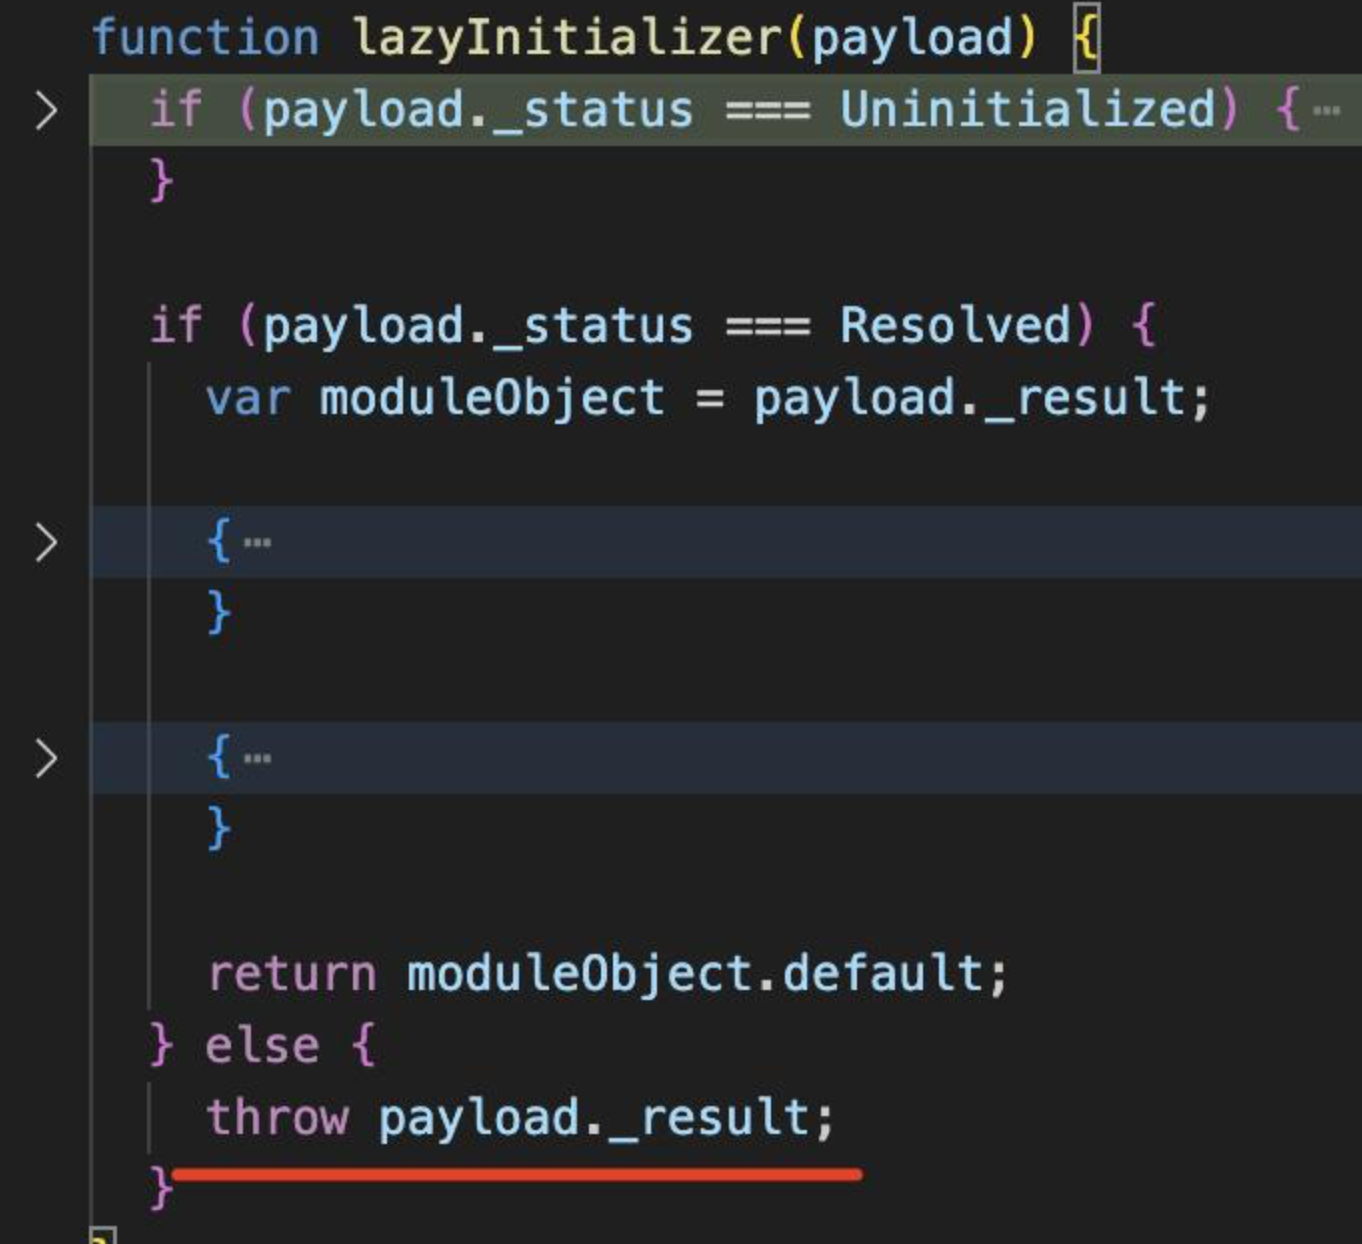 function lazyInitializer(payload) {
if (payload._status === Uninitialized) {…
}
if (payload._status === Resolved) {
var moduleObject = payload._result;
{…
}
{…
}
return moduleObject.default;
} else {
throw payload._result;
}
}